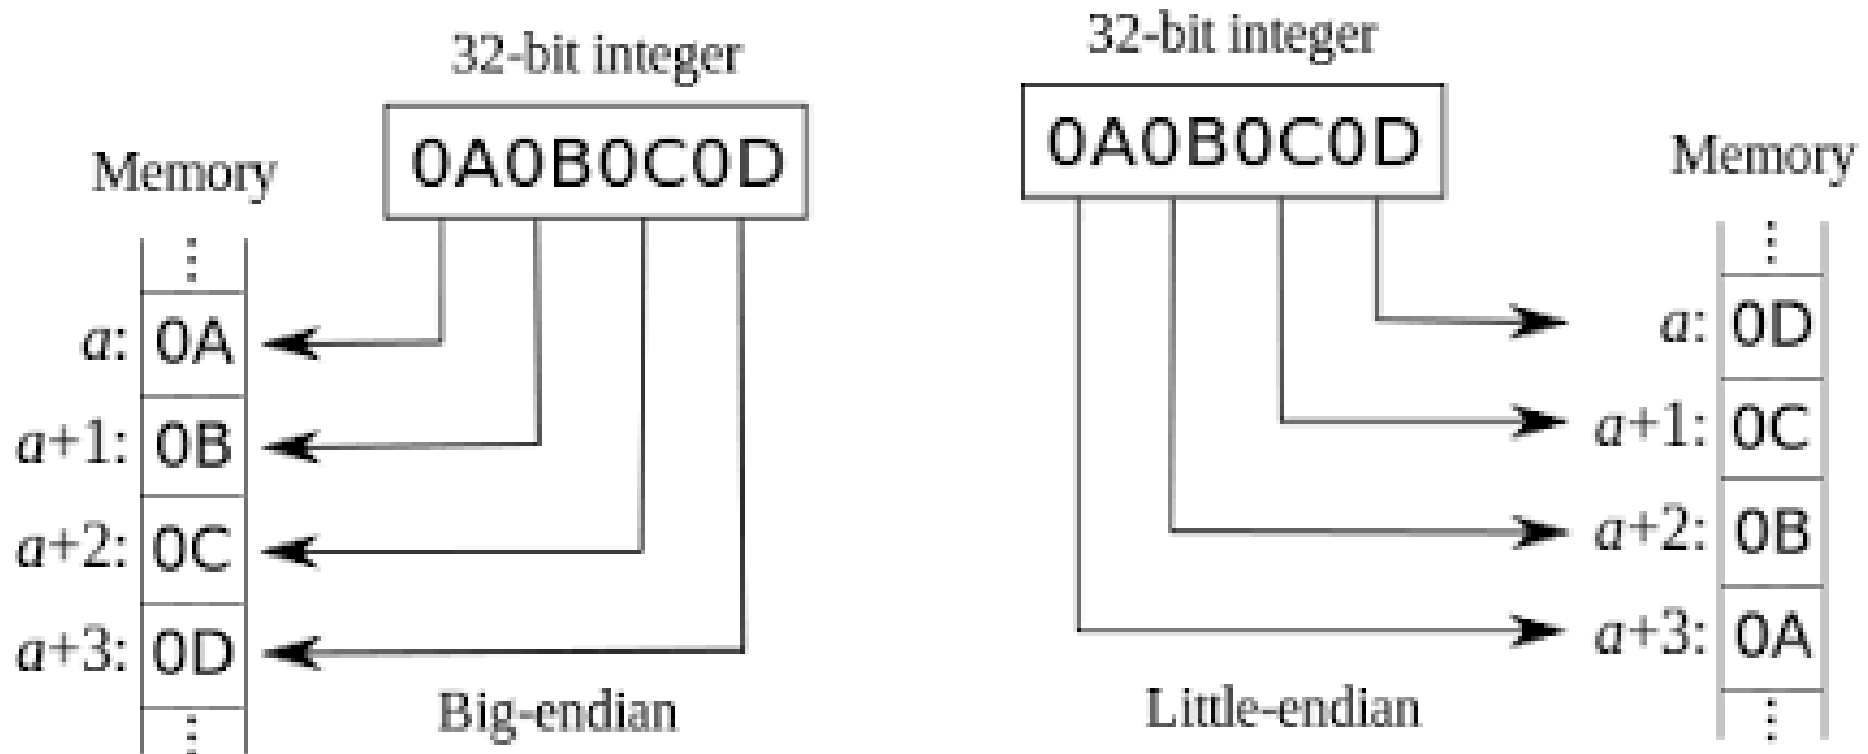 32-bit integer
0A0B0C0D
Memory
a: 0A
a+1: 0B
a+2: 0C
a+3: 0D
Big-endian
32-bit integer
0A0B0C0D
Memory
a: 0D
a+1: 0C
a+2: 0B
a+3: 0A
Little-endian